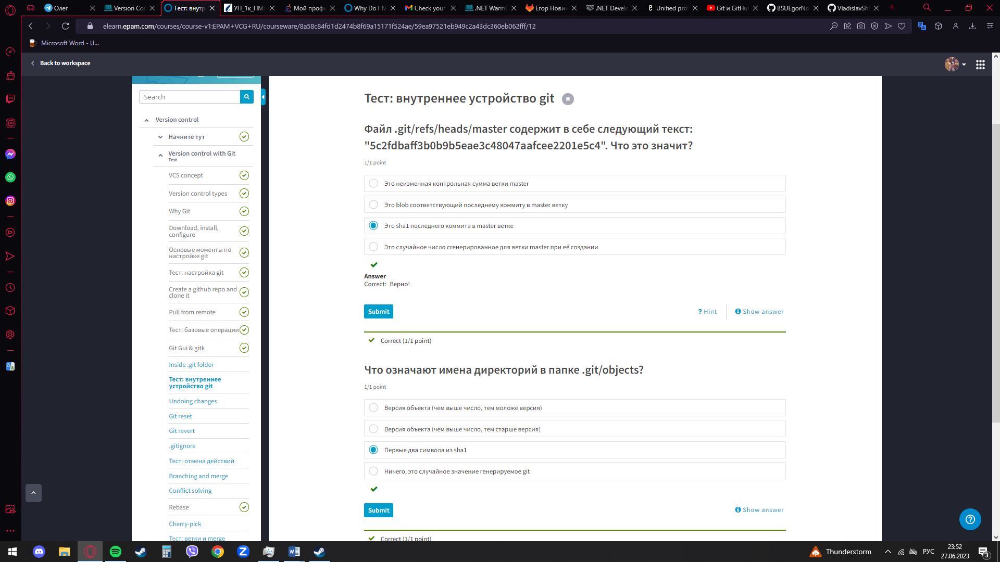 Олег
Version Co
Тест: внутр
УП_1к_ПМ
Мой проф
Why Do I N
Check your
.NET Warm
Егор Новик
.NET Develo
Unified pro
Git и GitHu
BSUEgorNo
VladislavSh
elearn.epam.com/courses/course-v1:EPAM+VCG+RU/courseware/8a58c84fd1d2474b8f69a15171f524ae/59ea97521eb949c2a43dc360eb062fff/12
Microsoft Word - U...
Back to workspace
Search
Version control
Начните тут
Version control with Git
Test
VCS concept
Version control types
Why Git
Download, install,
configure
Основые моменты по
настройке git
Тест: настройка git
Create a github repo and
clone it
Pull from remote
Тест: базовые операции
Git Gui & gitk
Inside .git folder
Тест: внутреннее
устройство git
Undoing changes
Git reset
Git revert
.gitignore
Тест: отмена действий
Branching and merge
Conflict solving
Rebase
Cherry-pick
Тест: ветки и merge
Тест: внутреннее устройство git
Файл .git/refs/heads/master содержит в себе следующий текст:
"5c2fdbaff3b0b9b5eae3c48047aafcee2201e5c4". Что это значит?
1/1 point
Это неизменная контрольная сумма ветки master
Это blob соответствующий последнему коммиту в master ветку
Это sha1 последнего коммита в master ветке
Это случайное число сгенерированное для ветки master при её создании
Answer
Correct: Верно!
Submit
? Hint
Show answer
Correct (1/1 point)
Что означают имена директорий в папке .git/objects?
1/1 point
Версия объекта (чем выше число, тем моложе версия)
Версия объекта (чем выше число, тем старше версия)
Первые два символа из sha1
Ничего, это случайное значение генерируемое git
Submit
Show answer
Correct (1/1 point)
Thunderstorm
РУС
23:52
27.06.2023
3